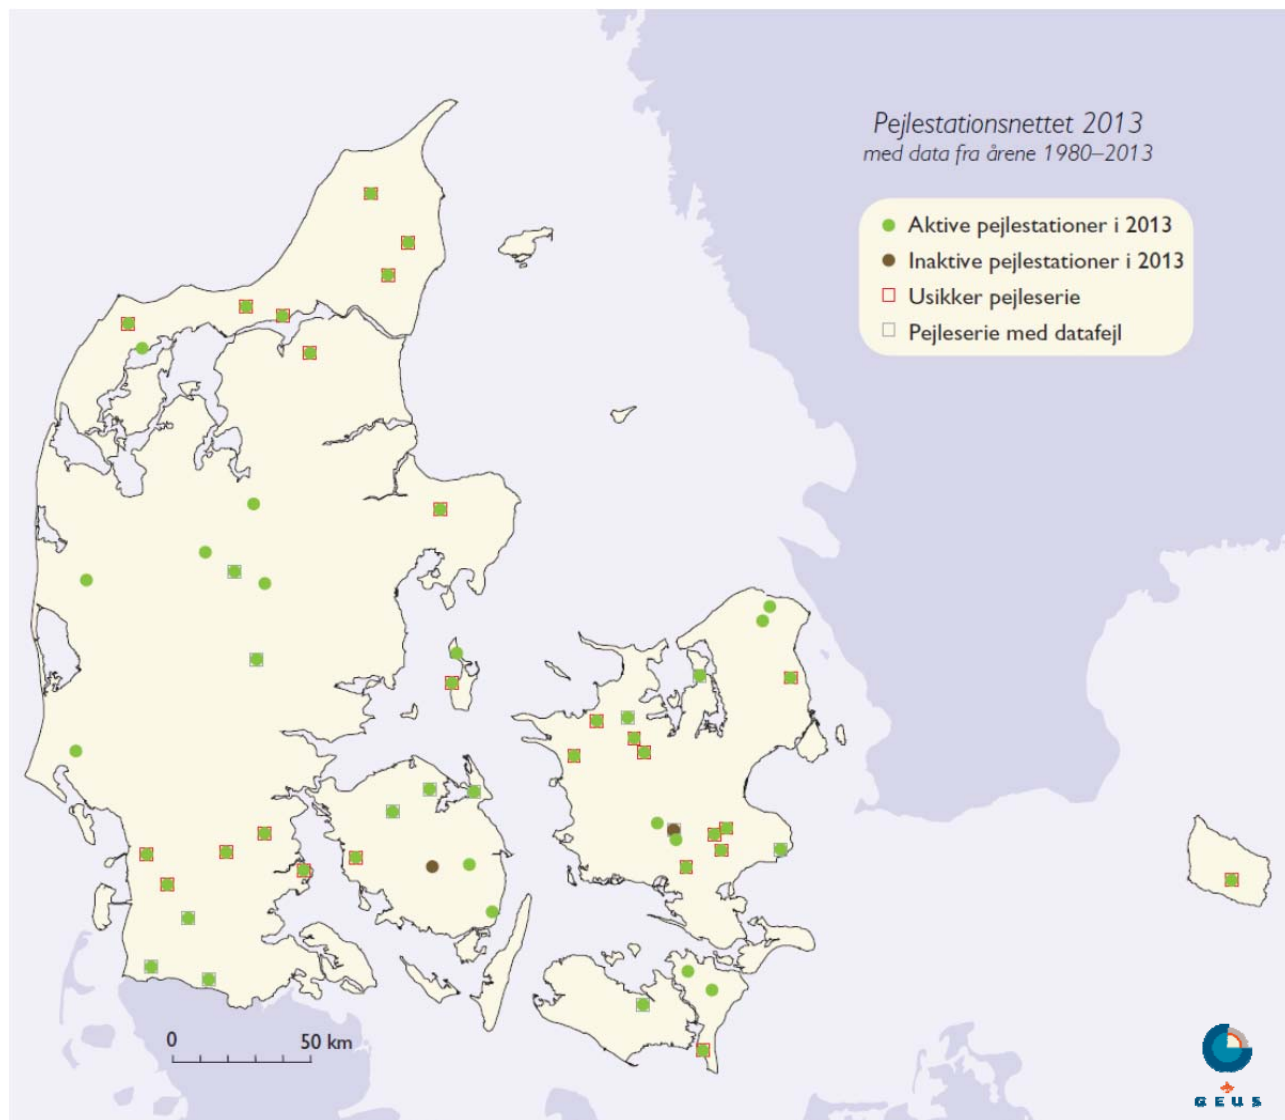 Pejlestationsnettet 2013
med data fra årene 1980–2013
Aktive pejlestationer i 2013
Inaktive pejlestationer i 2013
Usikker pejleserie
Pejleserie med datafejl
0 50 km
GEUS